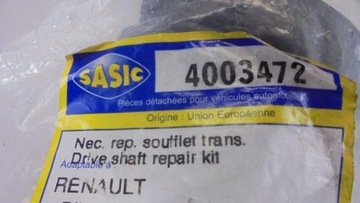 SASIC
4003472
Pièces détachées pour véhicules automobiles
Origine : Union Européenne
Nec. rep. soufflet trans.
Drive shaft repair kit
Adaptable à
RENAULT